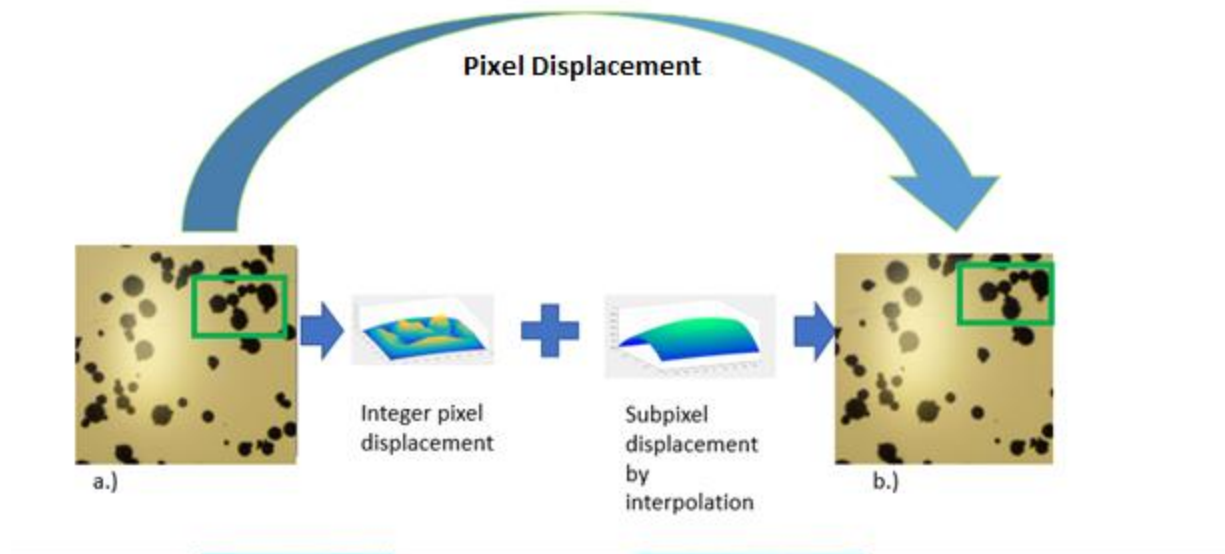 Pixel Displacement
Integer pixel
displacement
Subpixel
displacement
by
interpolation
a.)
b.)